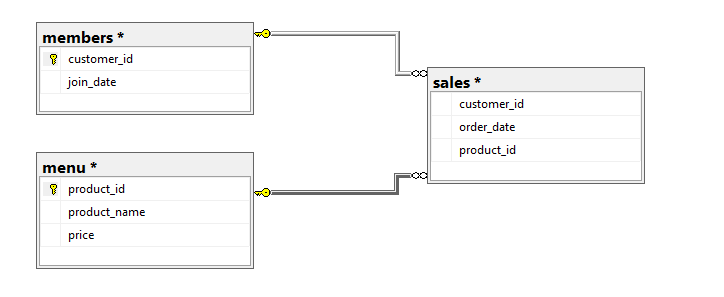 members *
customer_id
join_date
menu *
product_id
product_name
price
sales *
customer_id
order_date
product_id